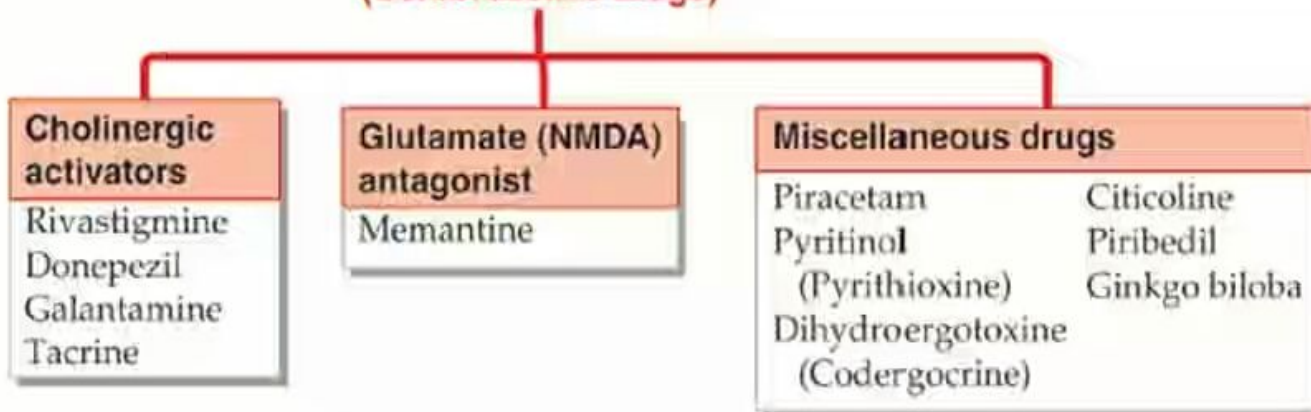 Cholinergic
activators
Rivastigmine
Donepezil
Galantamine
Tacrine
Glutamate (NMDA)
antagonist
Memantine
Miscellaneous drugs
Piracetam
Pyritinol
(Pyrithioxine)
Dihydroergotoxine
(Codergocrine)
Citicoline
Piribedil
Ginkgo biloba